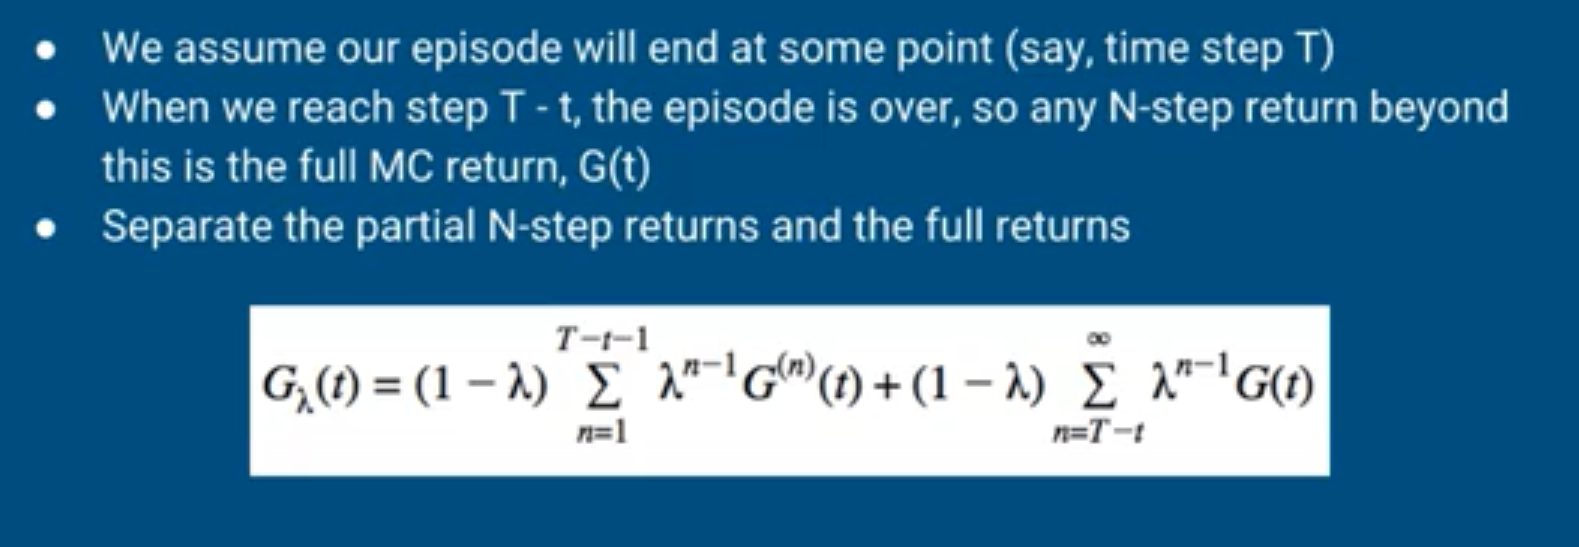 • We assume our episode will end at some point (say, time step T)
• When we reach step T - t, the episode is over, so any N-step return beyond
this is the full MC return, G(t)
• Separate the partial N-step returns and the full returns
G_λ(t) = (1 − λ) ∑_{n=1}^{T−t−1} λ^{n−1} G^{(n)}(t) + (1 − λ) ∑_{n=T−t}^{∞} λ^{n−1} G(t)